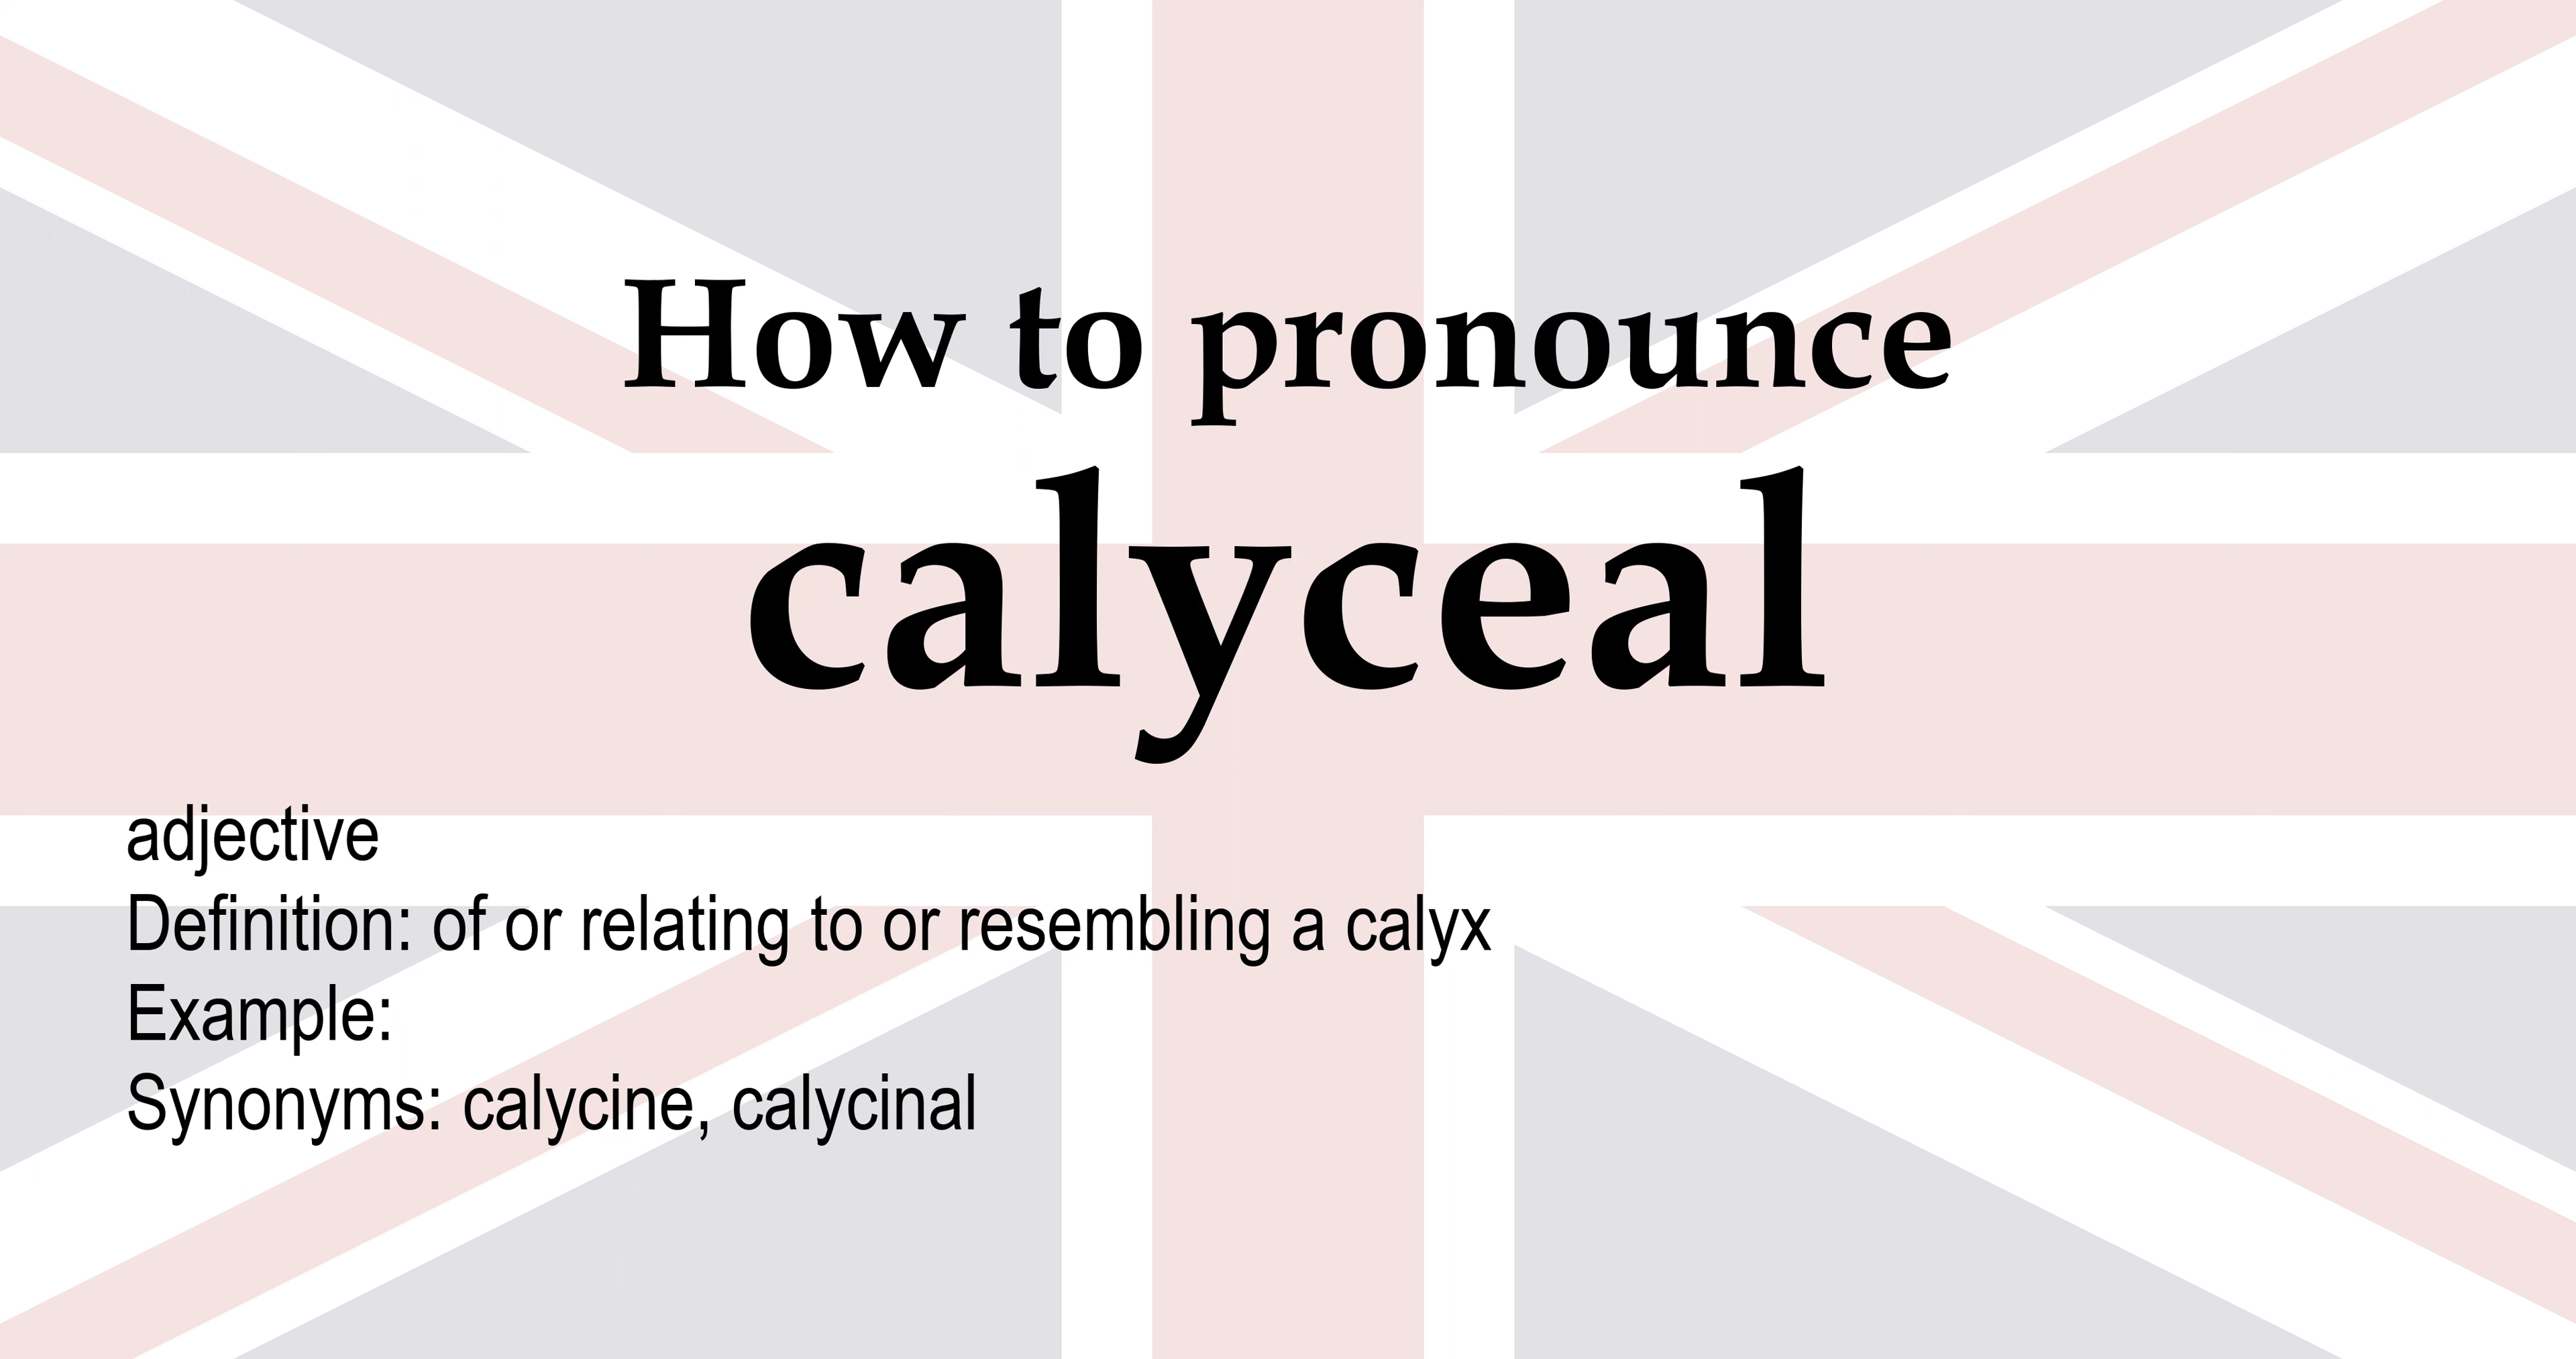 How to pronounce
calyceal
adjective
Definition: of or relating to or resembling a calyx
Example:
Synonyms: calycine, calycinal